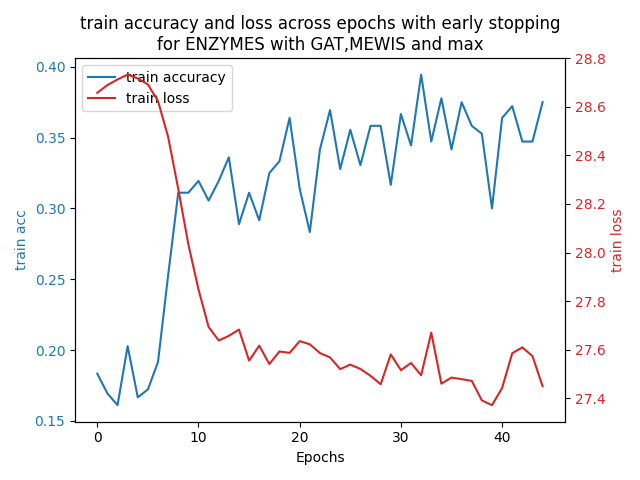 train accuracy and loss across epochs with early stopping
for ENZYMES with GAT,MEWIS and max
train accuracy
train loss
0.40
0.35
0.30
0.25
0.20
0.15
train acc
28.8
28.6
28.4
28.2
28.0
27.8
27.6
27.4
train loss
0
10
20
30
40
Epochs